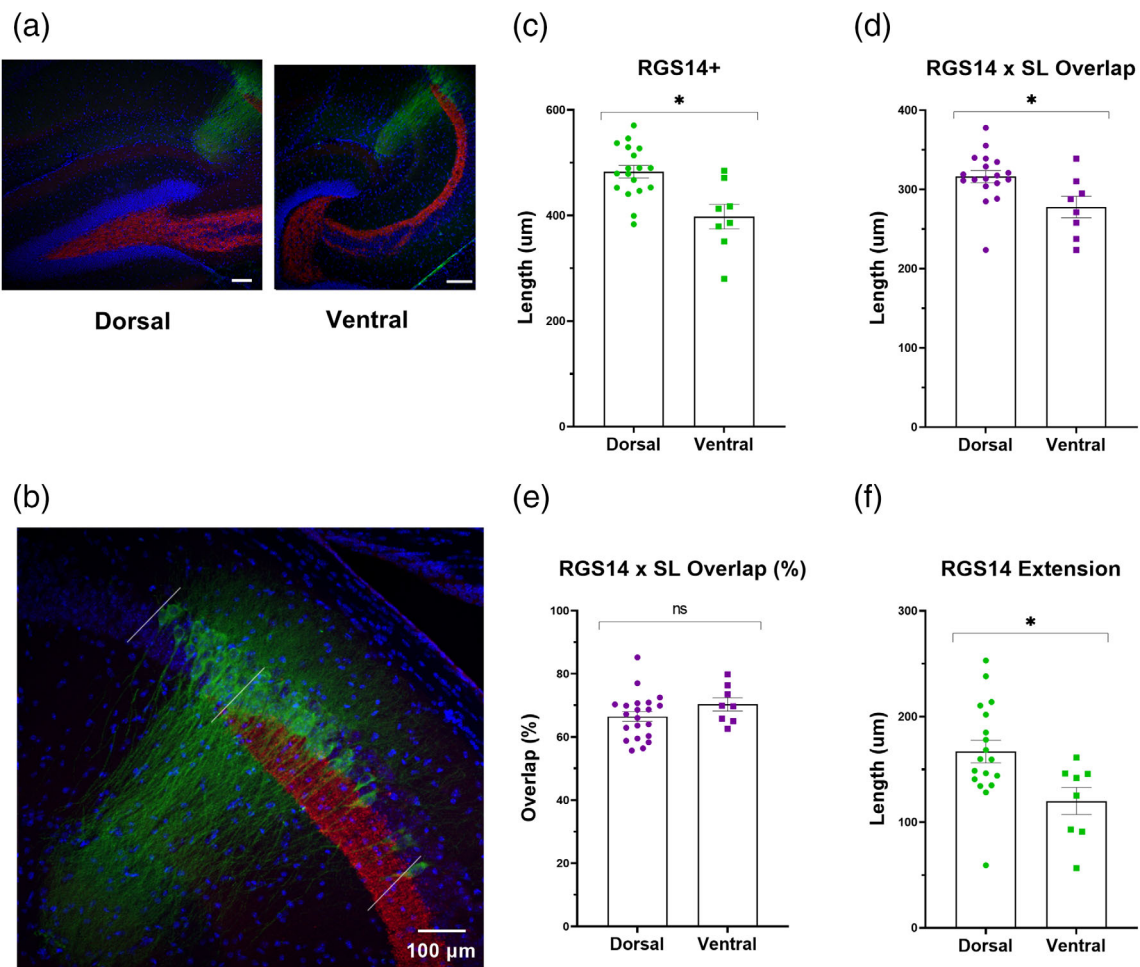 (a)
Dorsal
Ventral
(b)
100 µm
(c)
RGS14+
*
Length (um)
600
400
200
0
Dorsal
Ventral
(d)
RGS14 x SL Overlap
*
Length (um)
400
300
200
100
0
Dorsal
Ventral
(e)
RGS14 x SL Overlap (%)
ns
Overlap (%)
100
80
60
40
20
0
Dorsal
Ventral
(f)
RGS14 Extension
*
Length (um)
300
200
100
0
Dorsal
Ventral